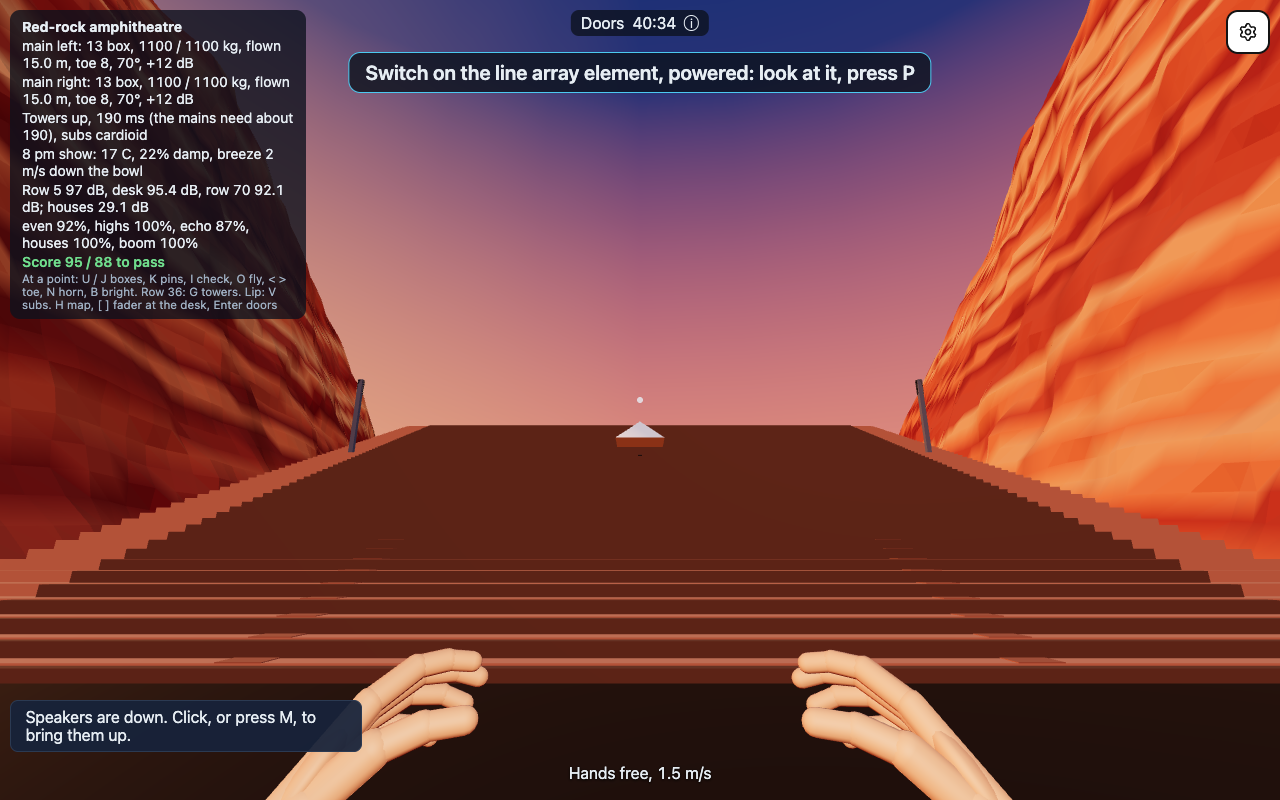 Red-rock amphitheatre
main left: 13 box, 1100 / 1100 kg, flown
15.0 m, toe 8, 70°, +12 dB
main right: 13 box, 1100 / 1100 kg, flown
15.0 m, toe 8, 70°, +12 dB
Towers up, 190 ms (the mains need about
190), subs cardioid
8 pm show: 17 C, 22% damp, breeze 2
m/s down the bowl
Row 5 97 dB, desk 95.4 dB, row 70 92.1
dB; houses 29.1 dB
even 92%, highs 100%, echo 87%,
houses 100%, boom 100%
Score 95 / 88 to pass
At a point: U / J boxes, K pins, I check, O fly, < >
toe, N horn, B bright. Row 36: G towers. Lip: V
subs. H map, [ ] fader at the desk, Enter doors
Doors 40:34 ⓘ
Switch on the line array element, powered: look at it, press P
Speakers are down. Click, or press M, to
bring them up.
Hands free, 1.5 m/s